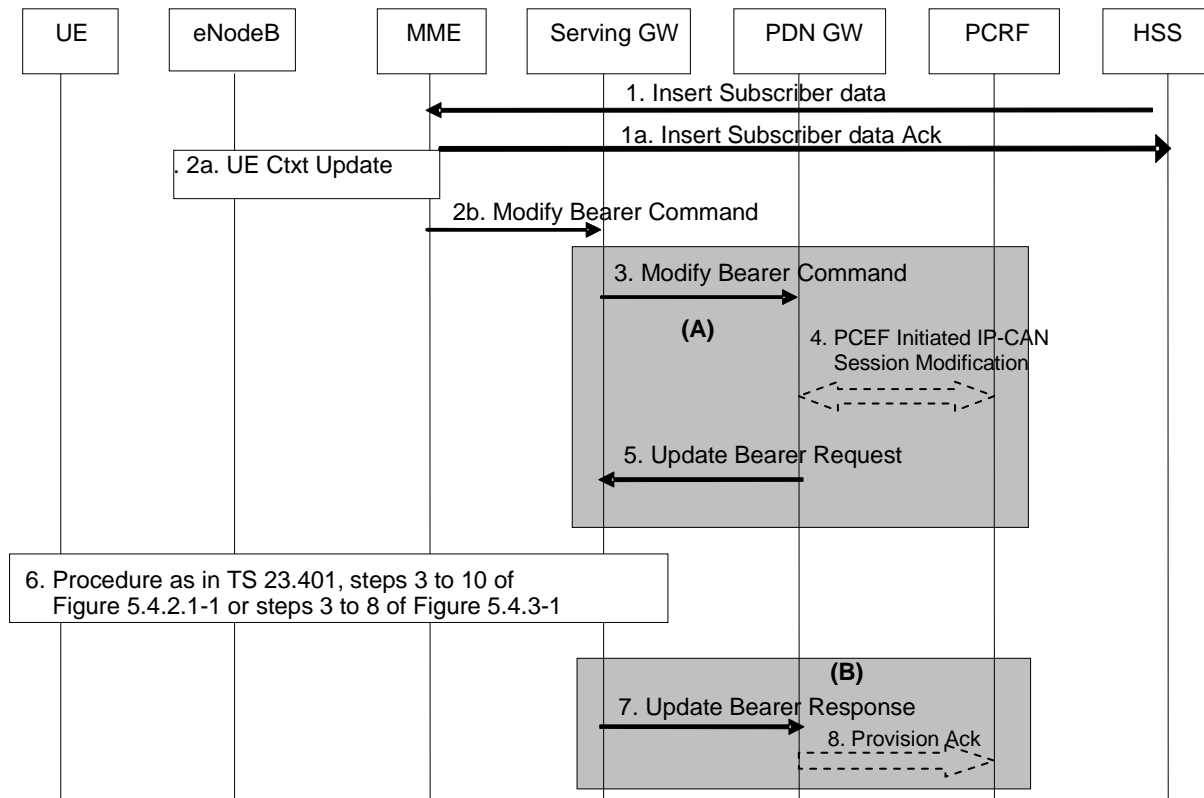 UE
eNodeB
MME
Serving GW
PDN GW
PCRF
HSS
1. Insert Subscriber data
1a. Insert Subscriber data Ack
. 2a. UE Ctxt Update
2b. Modify Bearer Command
3. Modify Bearer Command
(A)
4. PCEF Initiated IP-CAN
Session Modification
5. Update Bearer Request
6. Procedure as in TS 23.401, steps 3 to 10 of
Figure 5.4.2.1-1 or steps 3 to 8 of Figure 5.4.3-1
(B)
7. Update Bearer Response
8. Provision Ack